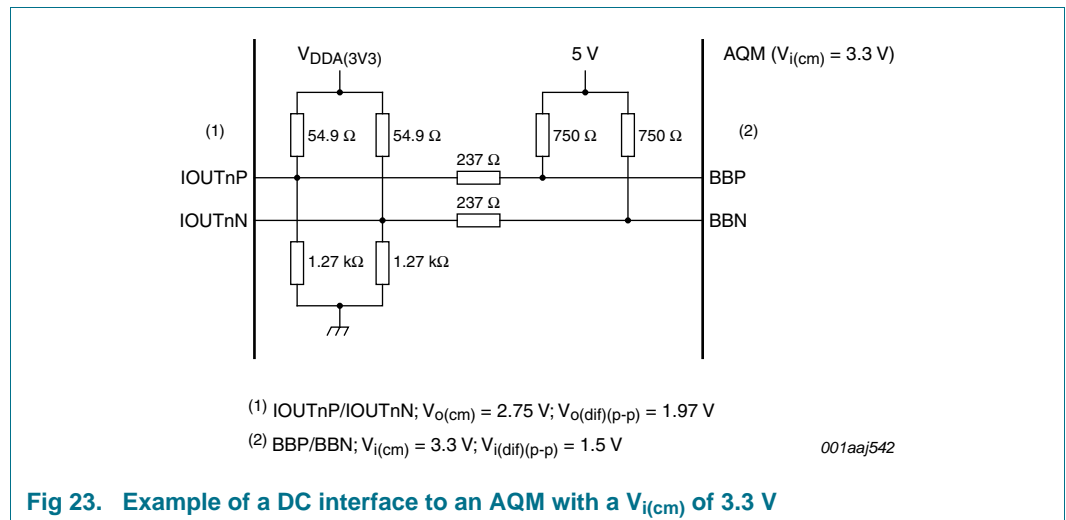 VDDA(3V3)
5 V
AQM (Vi(cm) = 3.3 V)
(1)
54.9 Ω
54.9 Ω
750 Ω
750 Ω
(2)
237 Ω
IOUTnP
BBP
237 Ω
IOUTnN
BBN
1.27 kΩ
1.27 kΩ
(1) IOUTnP/IOUTnN; Vo(cm) = 2.75 V; Vo(dif)(p-p) = 1.97 V
(2) BBP/BBN; Vi(cm) = 3.3 V; Vi(dif)(p-p) = 1.5 V
001aaj542
Fig 23. Example of a DC interface to an AQM with a Vi(cm) of 3.3 V